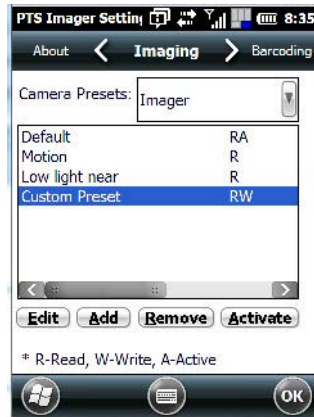 PTS Imager Settin 8:35
About Imaging Barcoding
Camera Presets: Imager
Default RA
Motion R
Low light near R
Custom Preset RW
Edit Add Remove Activate
* R-Read, W-Write, A-Active
OK